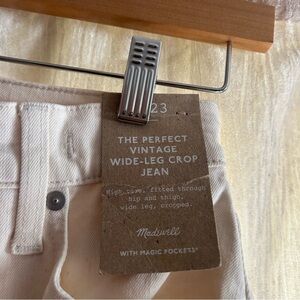 23
THE PERFECT
VINTAGE
WIDE-LEG CROP
JEAN
High-rise, fitted through
hip and thigh,
wide leg, cropped.
Madewell
WITH MAGIC POCKETS®